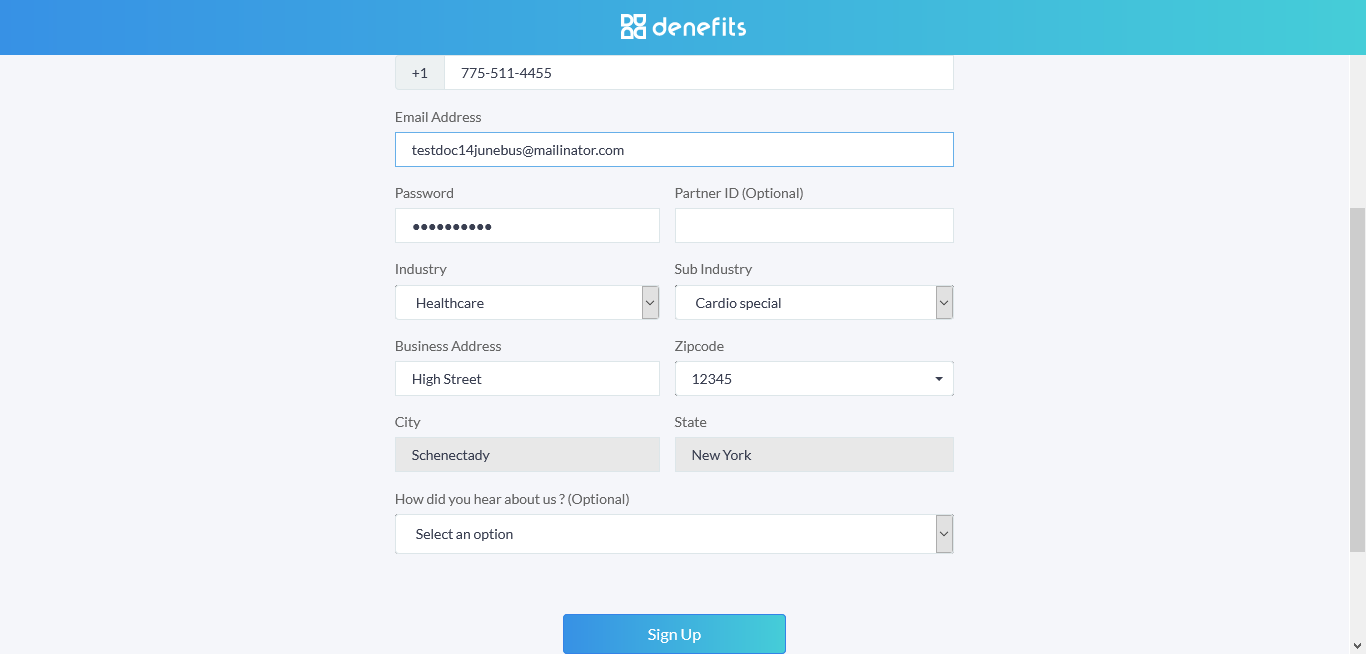 denefits
+1 775-511-4455
Email Address
testdoc14junebus@mailinator.com
Password Partner ID (Optional)
••••••••••
Industry Sub Industry
Healthcare Cardio special
Business Address Zipcode
High Street 12345
City State
Schenectady New York
How did you hear about us ? (Optional)
Select an option
Sign Up